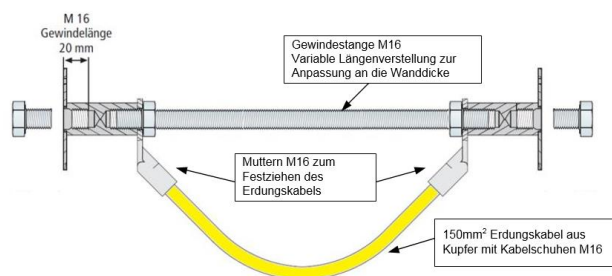 M 16
Gewindelänge
20 mm
Gewindestange M16
Variable Längenverstellung zur
Anpassung an die Wanddicke
Muttern M16 zum
Festziehen des
Erdungskabels
150mm² Erdungskabel aus
Kupfer mit Kabelschuhen M16